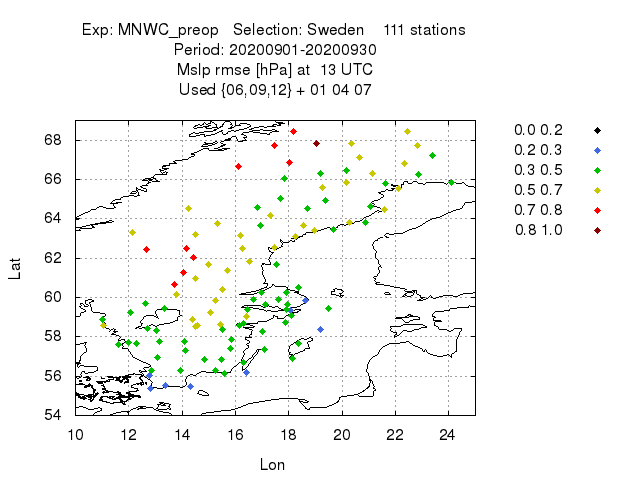 Exp: MNWC_preop Selection: Sweden 111 stations
Period: 20200901-20200930
Mslp rmse [hPa] at 13 UTC
Used {06,09,12} + 01 04 07
0.0 0.2
0.2 0.3
0.3 0.5
0.5 0.7
0.7 0.8
0.8 1.0
68
66
64
62
60
58
56
54
Lat
10 12 14 16 18 20 22 24
Lon